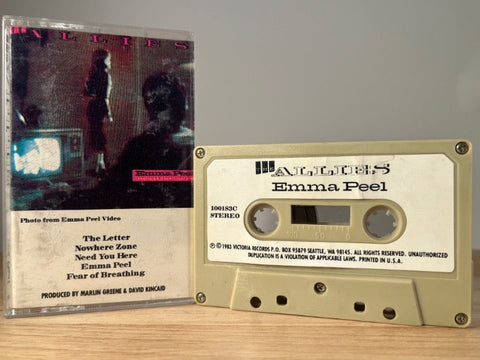 ALLIES
Emma Peel
Photo from Emma Peel Video
The Letter
Nowhere Zone
Need You Here
Emma Peel
Fear of Breathing
PRODUCED BY MARLIN GREENE & DAVID KINCAID
ALLIES
Emma Peel
100183C
STEREO
© 1983 VICTORIA RECORDS P.O. BOX 95879 SEATTLE, WA 98145. ALL RIGHTS RESERVED. UNAUTHORIZED
DUPLICATION IS A VIOLATION OF APPLICABLE LAWS. PRINTED IN U.S.A.